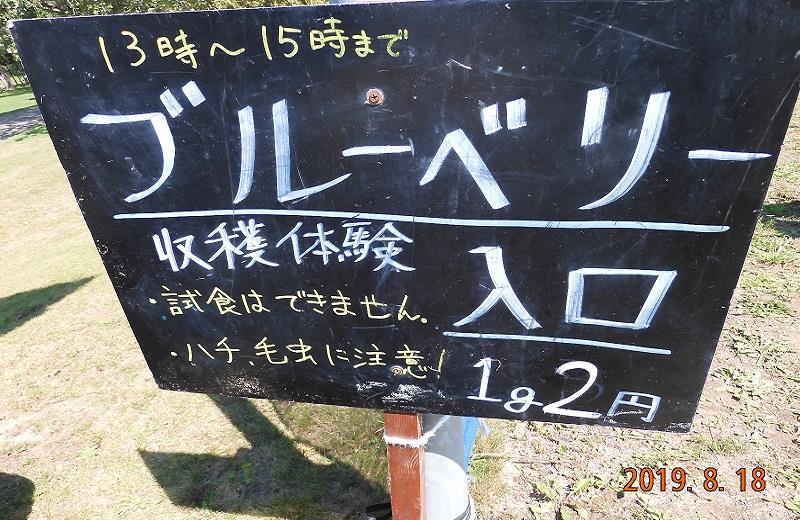 13時～15時まで
ブルーベリー
収穫体験
入口
・試食はできません。
・ハチ、毛虫に注意!
1g2円
2019. 8. 18